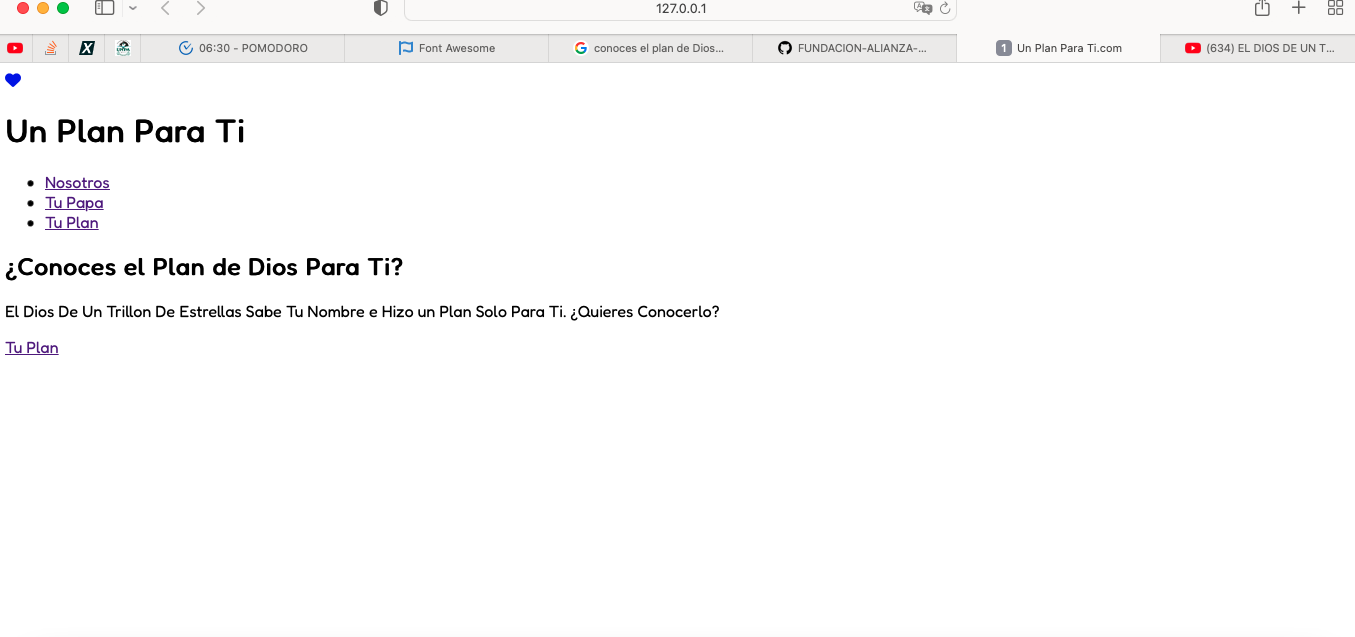 127.0.0.1
06:30 - POMODORO
Font Awesome
conoces el plan de Dios...
FUNDACION-ALIANZA-...
1 Un Plan Para Ti.com
(634) EL DIOS DE UN T...
Un Plan Para Ti
Nosotros
Tu Papa
Tu Plan
¿Conoces el Plan de Dios Para Ti?
El Dios De Un Trillon De Estrellas Sabe Tu Nombre e Hizo un Plan Solo Para Ti. ¿Quieres Conocerlo?
Tu Plan